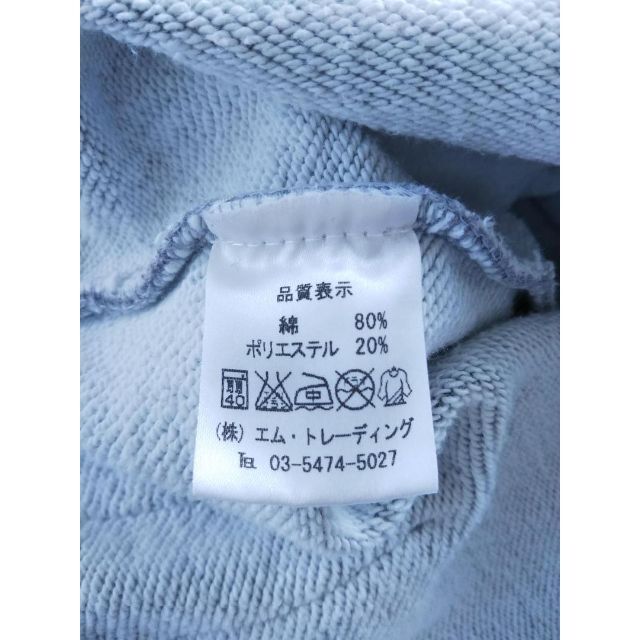 品質表示
綿 80%
ポリエステル 20%
40 中
(株) エム・トレーディング
TEL 03-5474-5027